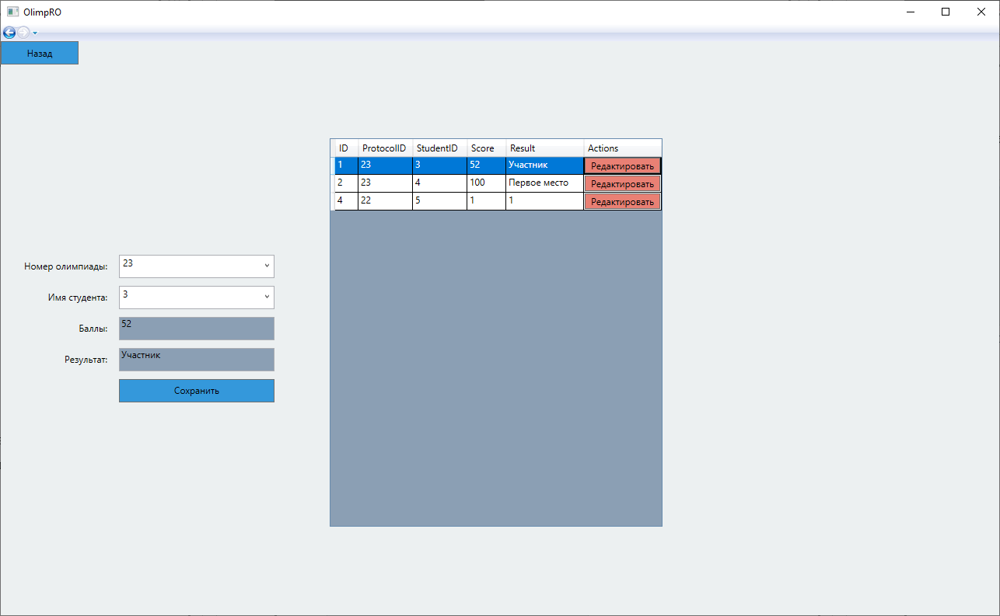 OlimpRO
Назад
ID ProtocolID StudentID Score Result Actions
1 23 3 52 Участник Редактировать
2 23 4 100 Первое место Редактировать
4 22 5 1 1 Редактировать
Номер олимпиады: 23
Имя студента: 3
Баллы: 52
Результат: Участник
Сохранить